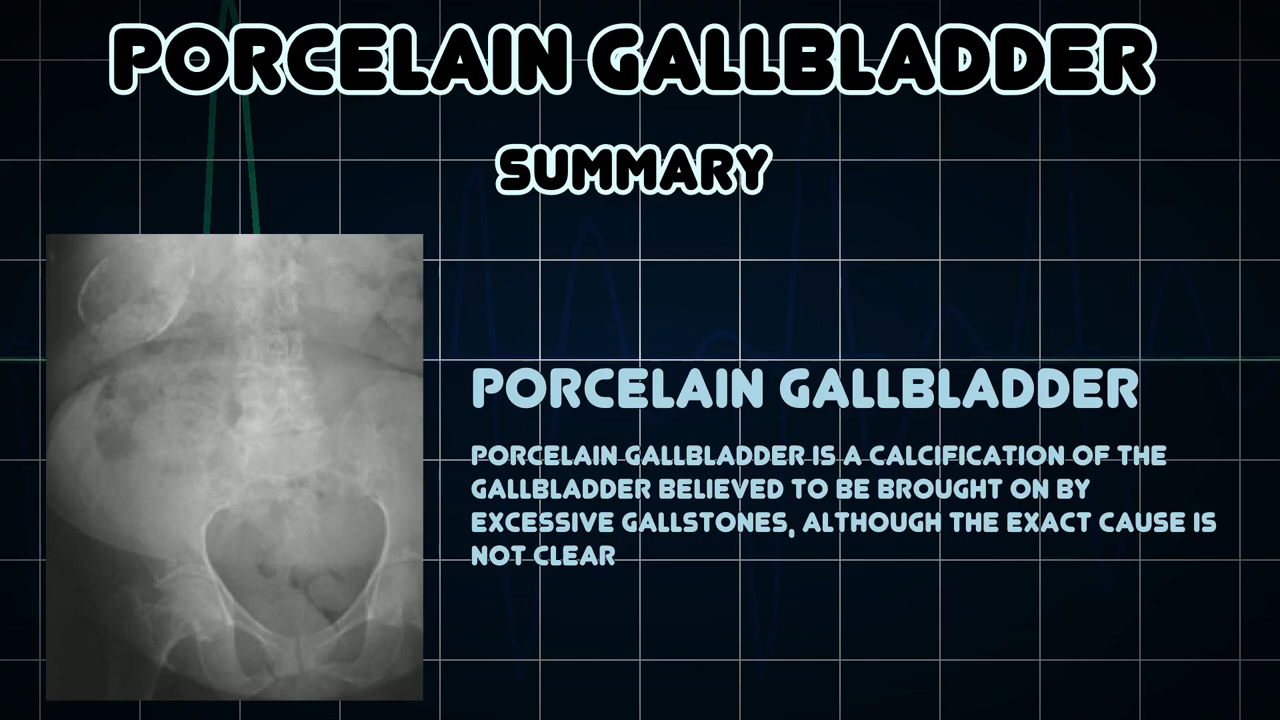 PORCELAIN GALLBLADDER
SUMMARY
PORCELAIN GALLBLADDER
PORCELAIN GALLBLADDER IS A CALCIFICATION OF THE
GALLBLADDER BELIEVED TO BE BROUGHT ON BY
EXCESSIVE GALLSTONES, ALTHOUGH THE EXACT CAUSE IS
NOT CLEAR